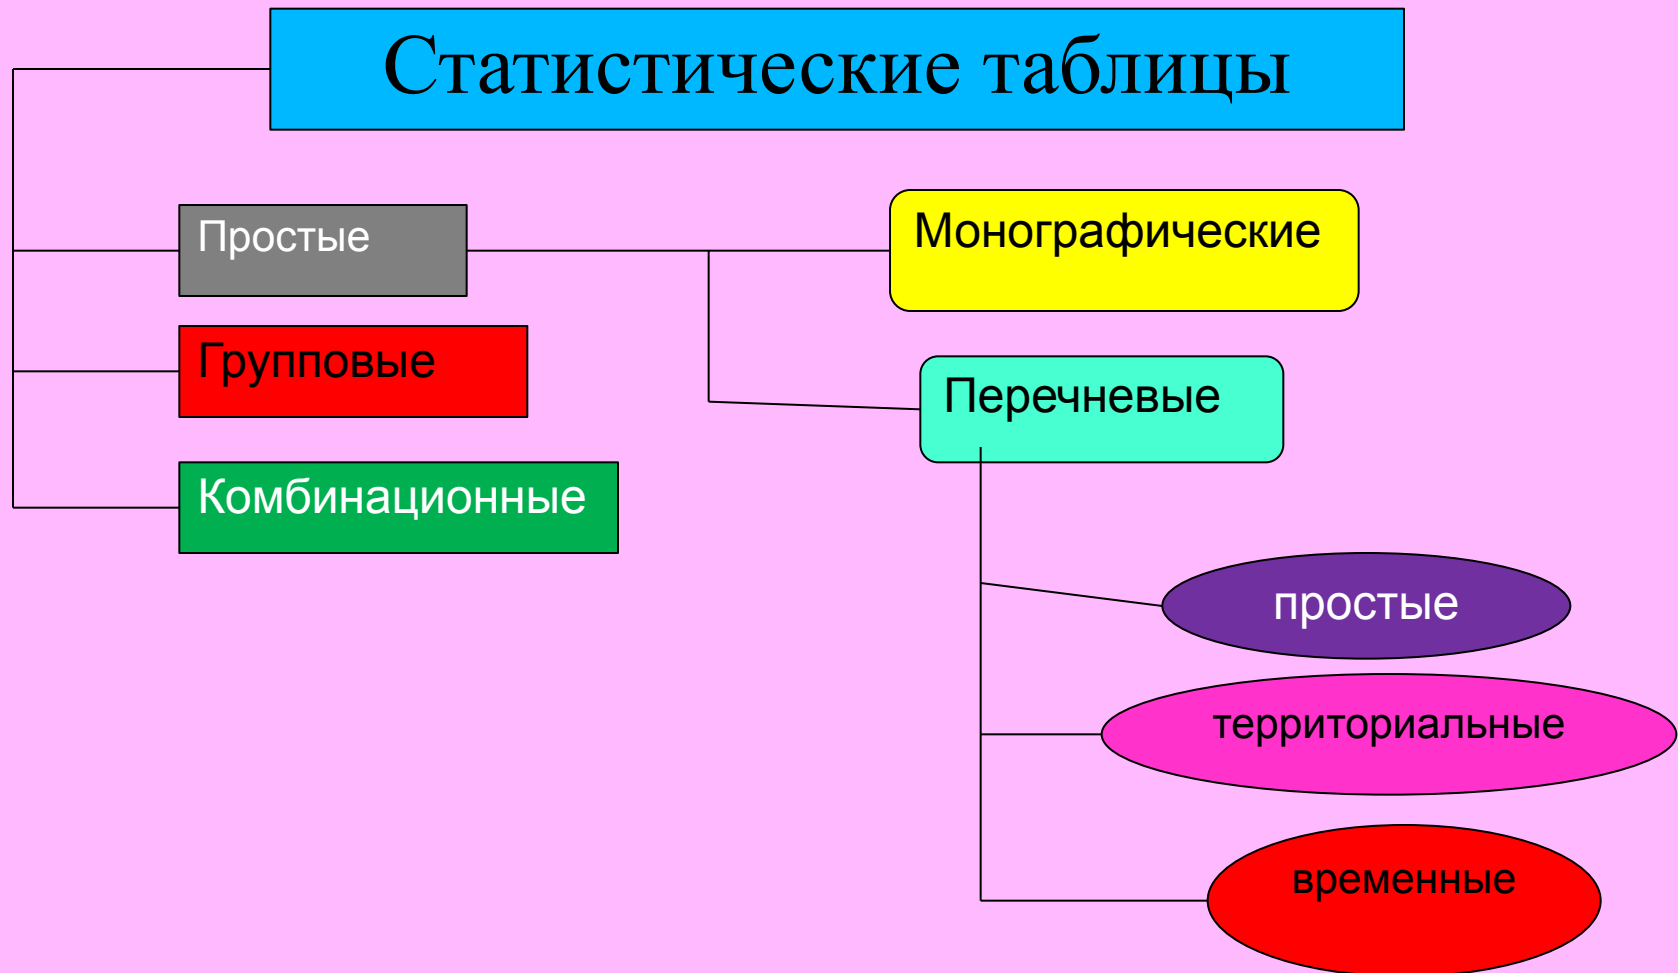 Статистические таблицы
Простые
Монографические
Групповые
Перечневые
Комбинационные
простые
территориальные
временные